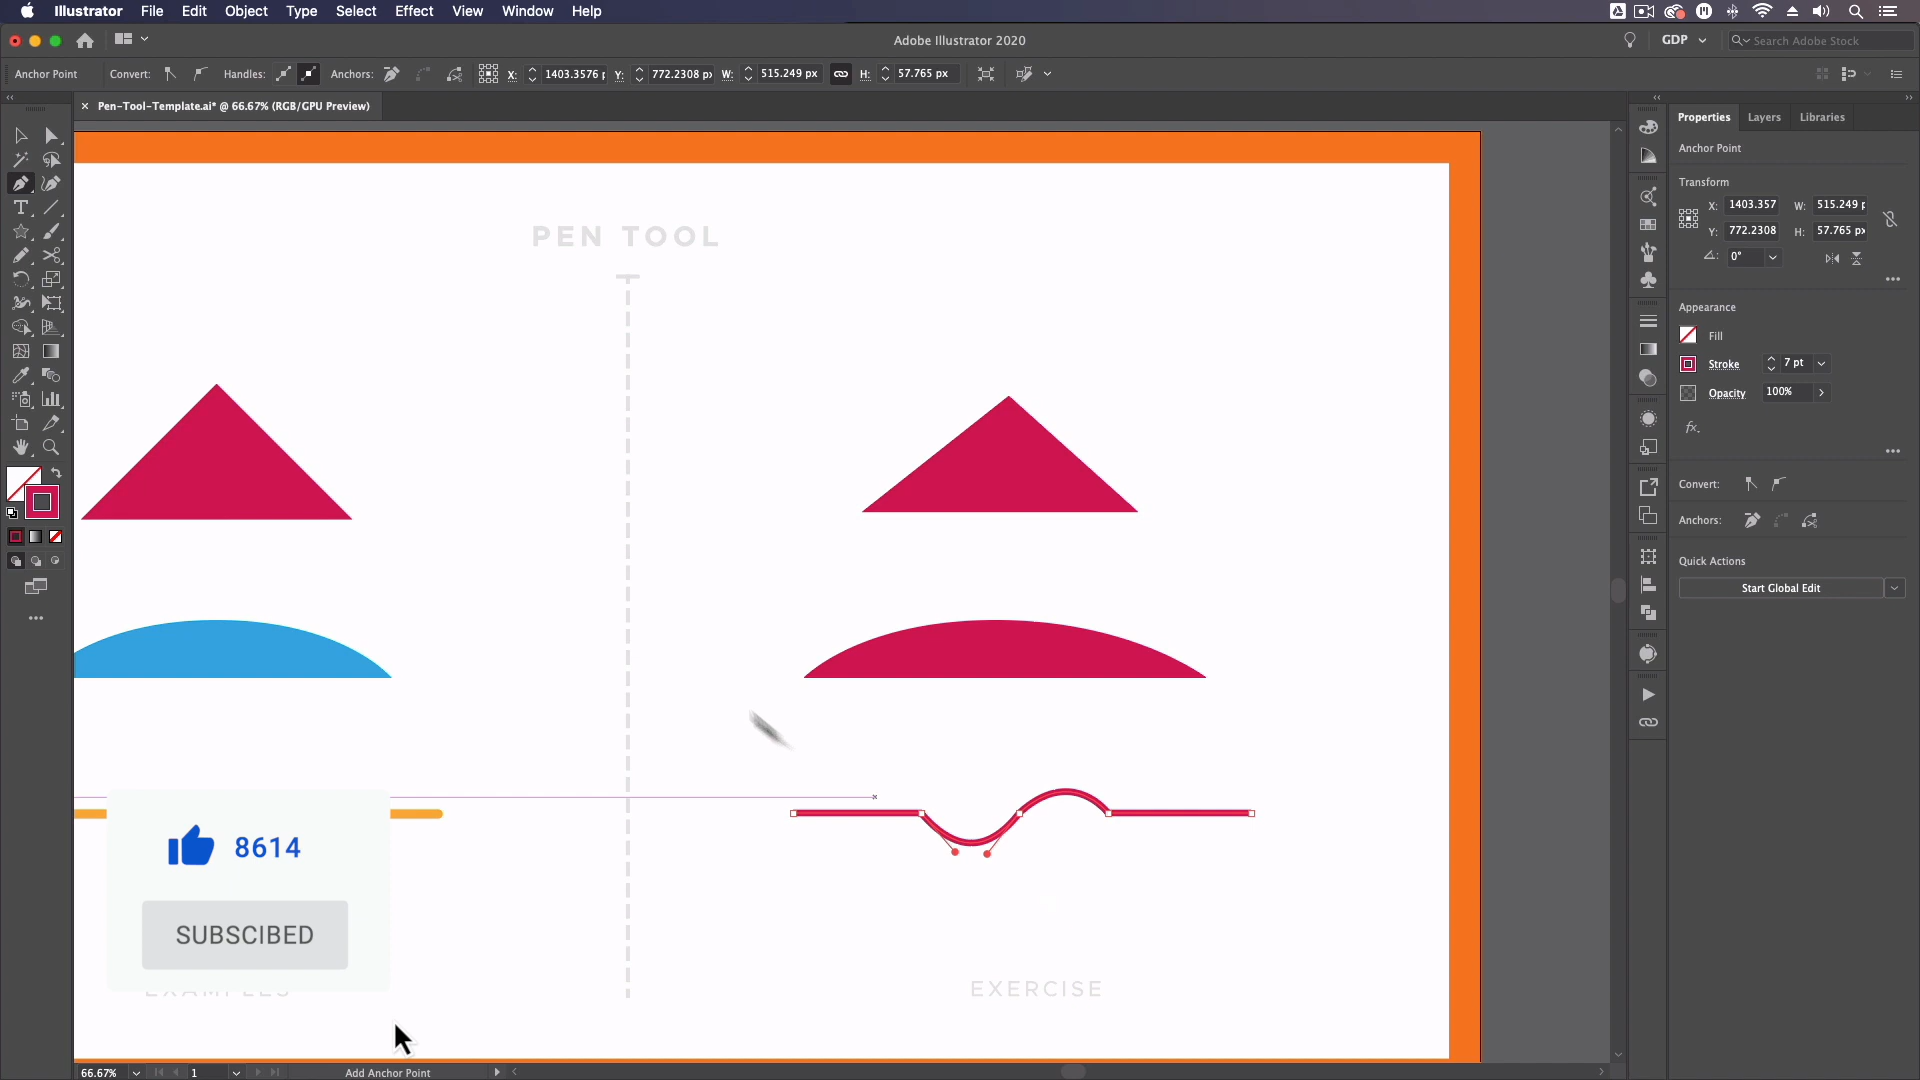 Illustrator File Edit Object Type Select Effect View Window Help
Adobe Illustrator 2020
GDP
Search Adobe Stock
Anchor Point Convert: Handles: Anchors: X: 1403.3576 Y: 772.2308 px W: 515.249 px H: 57.765 px
× Pen-Tool-Template.ai* @ 66.67% (RGB/GPU Preview)
Properties Layers Libraries
Anchor Point
Transform
X: 1403.357 W: 515.249
Y: 772.2308 H: 57.765 px
0°
Appearance
Fill
Stroke 7 pt
Opacity 100%
fx.
Convert:
Anchors:
Quick Actions
Start Global Edit
PEN TOOL
8614
SUBSCIBED
EXAMPLES
EXERCISE
66.67% 1 Add Anchor Point